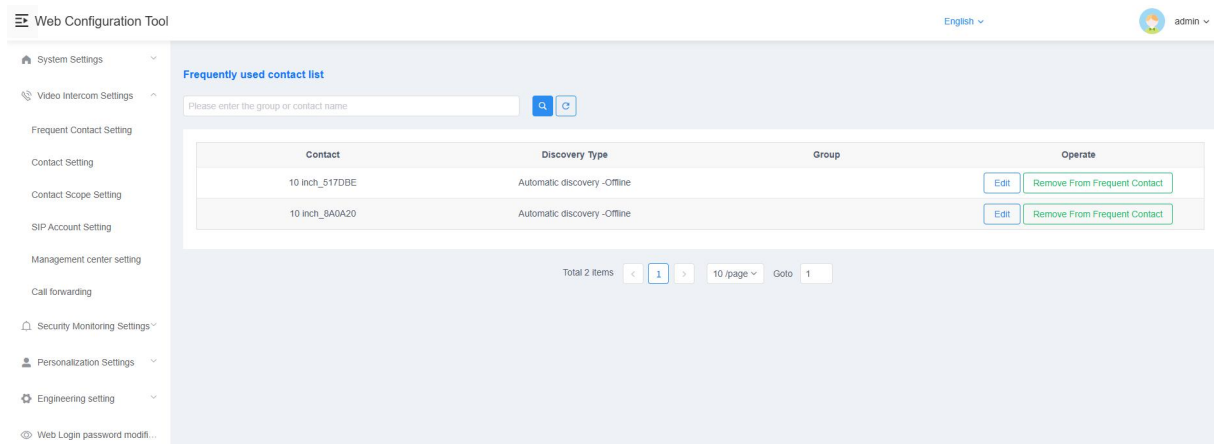 Web Configuration Tool
English
admin
System Settings
Video Intercom Settings
Frequent Contact Setting
Contact Setting
Contact Scope Setting
SIP Account Setting
Management center setting
Call forwarding
Security Monitoring Settings
Personalization Settings
Engineering setting
Web Login password modifi...
Frequently used contact list
Please enter the group or contact name
Contact Discovery Type Group Operate
10 inch_517DBE Automatic discovery -Offline Edit Remove From Frequent Contact
10 inch_8A0A20 Automatic discovery -Offline Edit Remove From Frequent Contact
Total 2 items 1 10 /page Goto 1